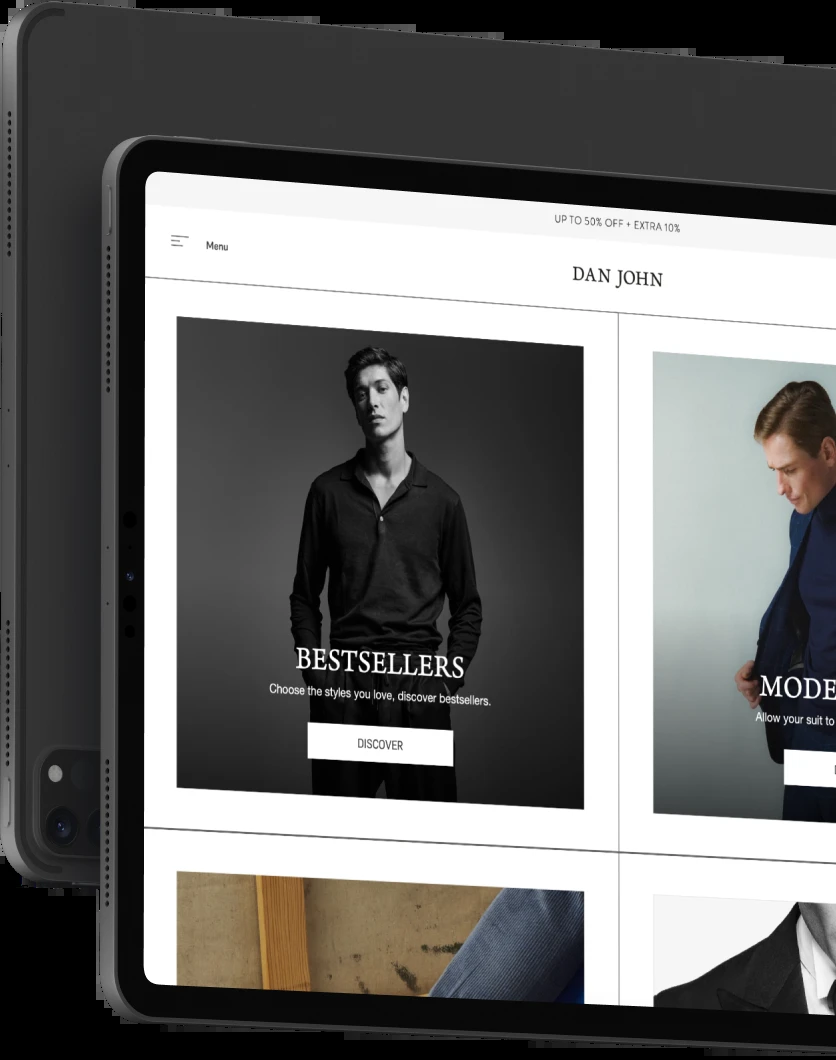 UP TO 50% OFF + EXTRA 10%
Menu
DAN JOHN
BESTSELLERS
Choose the styles you love, discover bestsellers.
DISCOVER
MODE
Allow your suit to